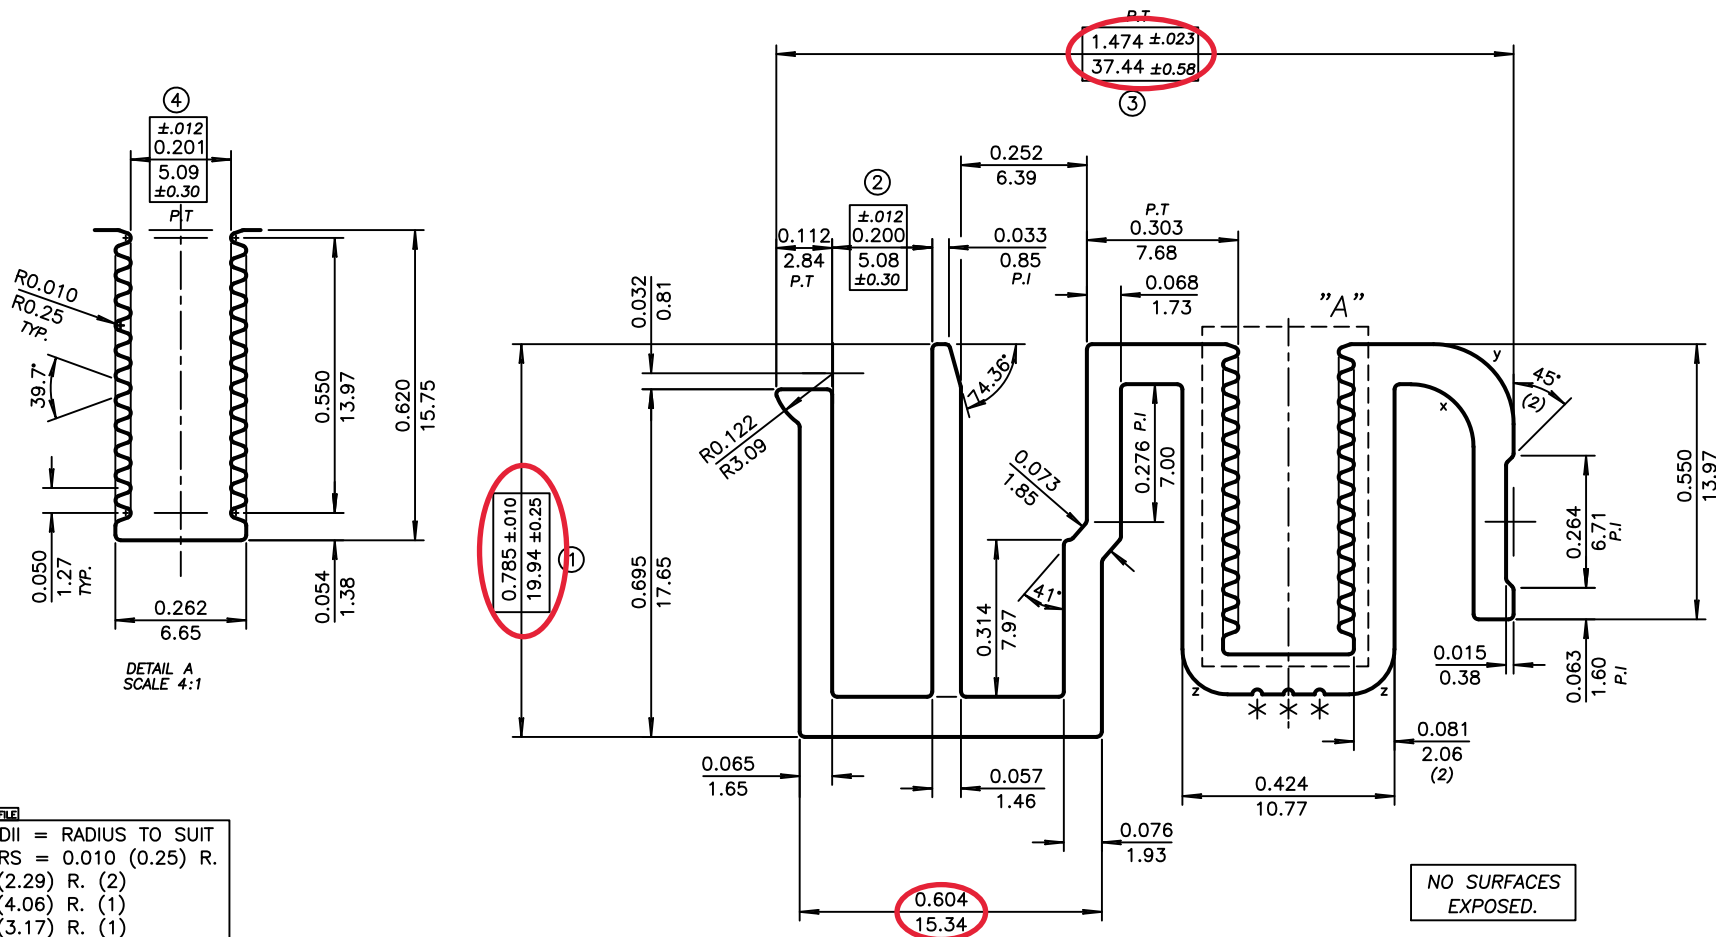 P.T
1.474 ±.023
37.44 ±0.58
3
4
±.012
0.201
5.09
±0.30
P.T
R0.010
R0.25
TYP.
39.7°
0.550
13.97
0.620
15.75
0.050
1.27
TYP.
0.054
1.38
0.262
6.65
DETAIL A
SCALE 4:1
0.252
6.39
2
±.012
0.200
5.08
±0.30
0.112
2.84
P.T
0.033
0.85
P.I
P.T
0.303
7.68
0.068
1.73
0.032
0.81
"A"
74.36°
y
x
45°
(2)
R0.122
R3.09
0.276 P.I
7.00
0.073
1.85
0.785 ±.010
19.94 ±0.25
1
0.695
17.65
0.314
7.97
41°
0.550
13.97
0.264
6.71
P.I
0.015
0.38
0.063
1.60
P.I
z
z
0.081
2.06
(2)
0.065
1.65
0.057
1.46
0.424
10.77
0.076
1.93
0.604
15.34
DII = RADIUS TO SUIT
RS = 0.010 (0.25) R.
(2.29) R. (2)
(4.06) R. (1)
(3.17) R. (1)
NO SURFACES
EXPOSED.